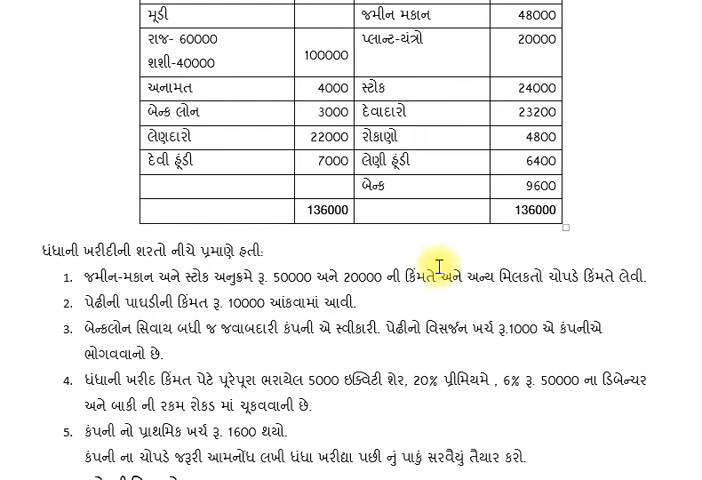 મૂડી જમીન મકાન 48000
રાજ- 60000 પ્લાન્ટ-યંત્રો 20000
શશી-40000 100000
અનામત 4000 સ્ટોક 24000
બેન્ક લોન 3000 દેવાદારો 23200
લેણદારો 22000 રોકાણો 4800
દેવી હૂંડી 7000 લેણી હૂંડી 6400
બેન્ક 9600
136000 136000
ધંધાની ખરીદીની શરતો નીચે પ્રમાણે હતી:
1. જમીન-મકાન અને સ્ટોક અનુક્રમે રૂ. 50000 અને 20000 ની કિંમતે અને અન્ય મિલકતો ચોપડે કિંમતે લેવી.
2. પેઢીની પાઘડીની કિંમત રૂ. 10000 આંકવામાં આવી.
3. બેન્કલોન સિવાય બધી જ જવાબદારી કંપની એ સ્વીકારી. પેઢીનો વિસર્જન ખર્ચ રૂ.1000 એ કંપનીએ
ભોગવવાનો છે.
4. ધંધાની ખરીદ કિંમત પેટે પૂરેપૂરા ભરાયેલ 5000 ઇક્વિટી શેર, 20% પ્રીમિયમે , 6% રૂ. 50000 ના ડિબેન્ચર
અને બાકી ની રકમ રોકડ માં ચૂકવવાની છે.
5. કંપની નો પ્રાથમિક ખર્ચ રૂ. 1600 થયો.
કંપની ના ચોપડે જરૂરી આમનોંધ લખી ધંધા ખરીદ્યા પછી નું પાકું સરવૈયું તૈયાર કરો.